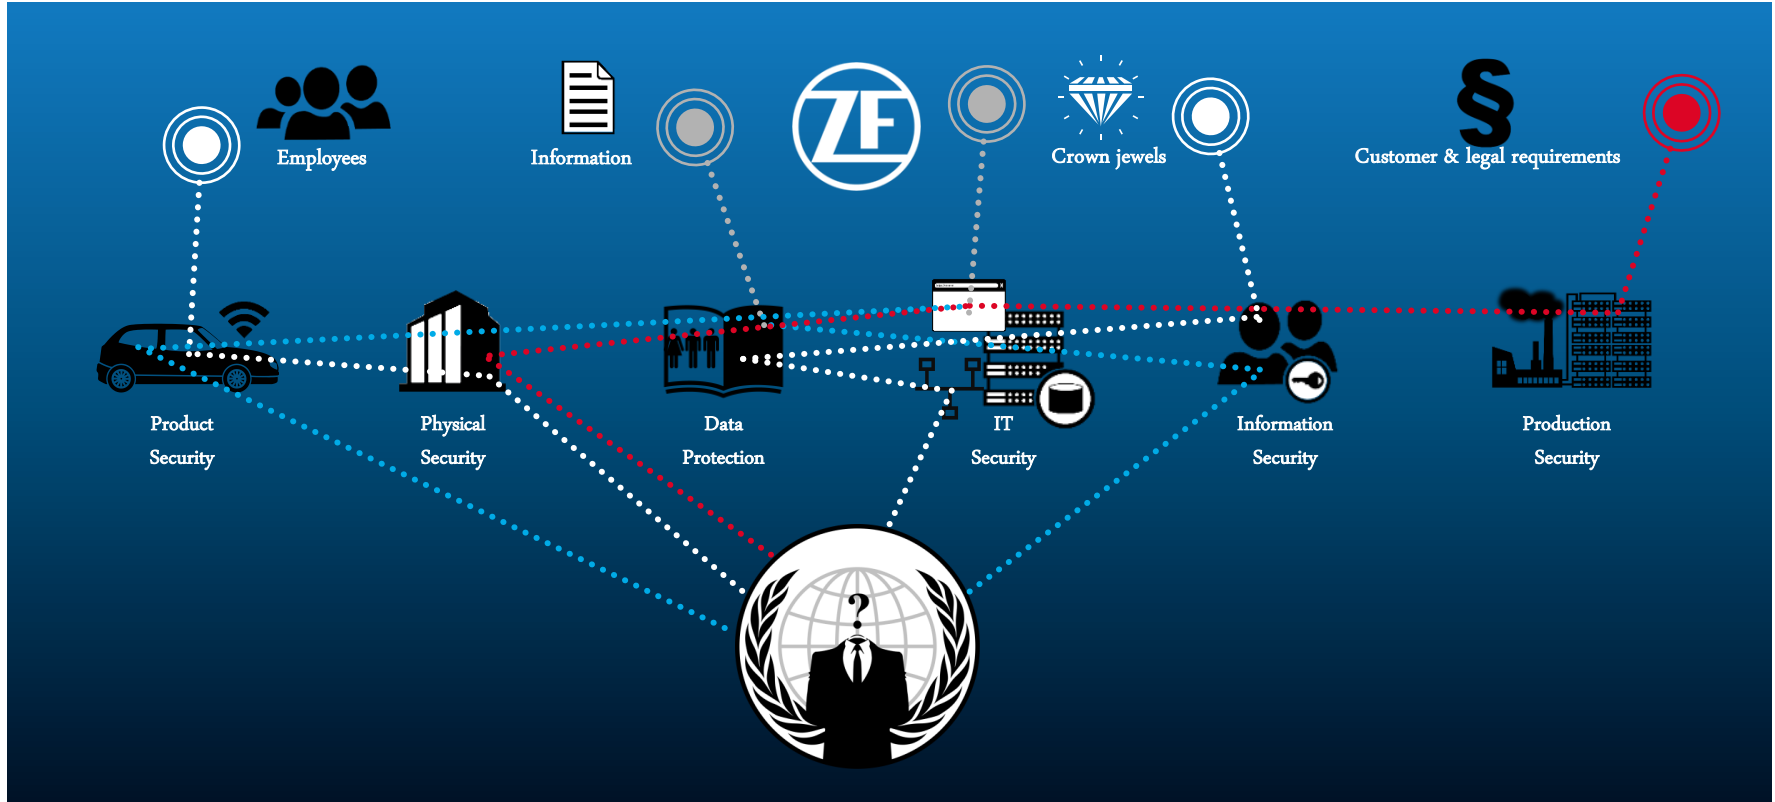 Employees
Information
ZF
Crown jewels
§
Customer & legal requirements
Product
Security
Physical
Security
Data
Protection
IT
Security
Information
Security
Production
Security
?